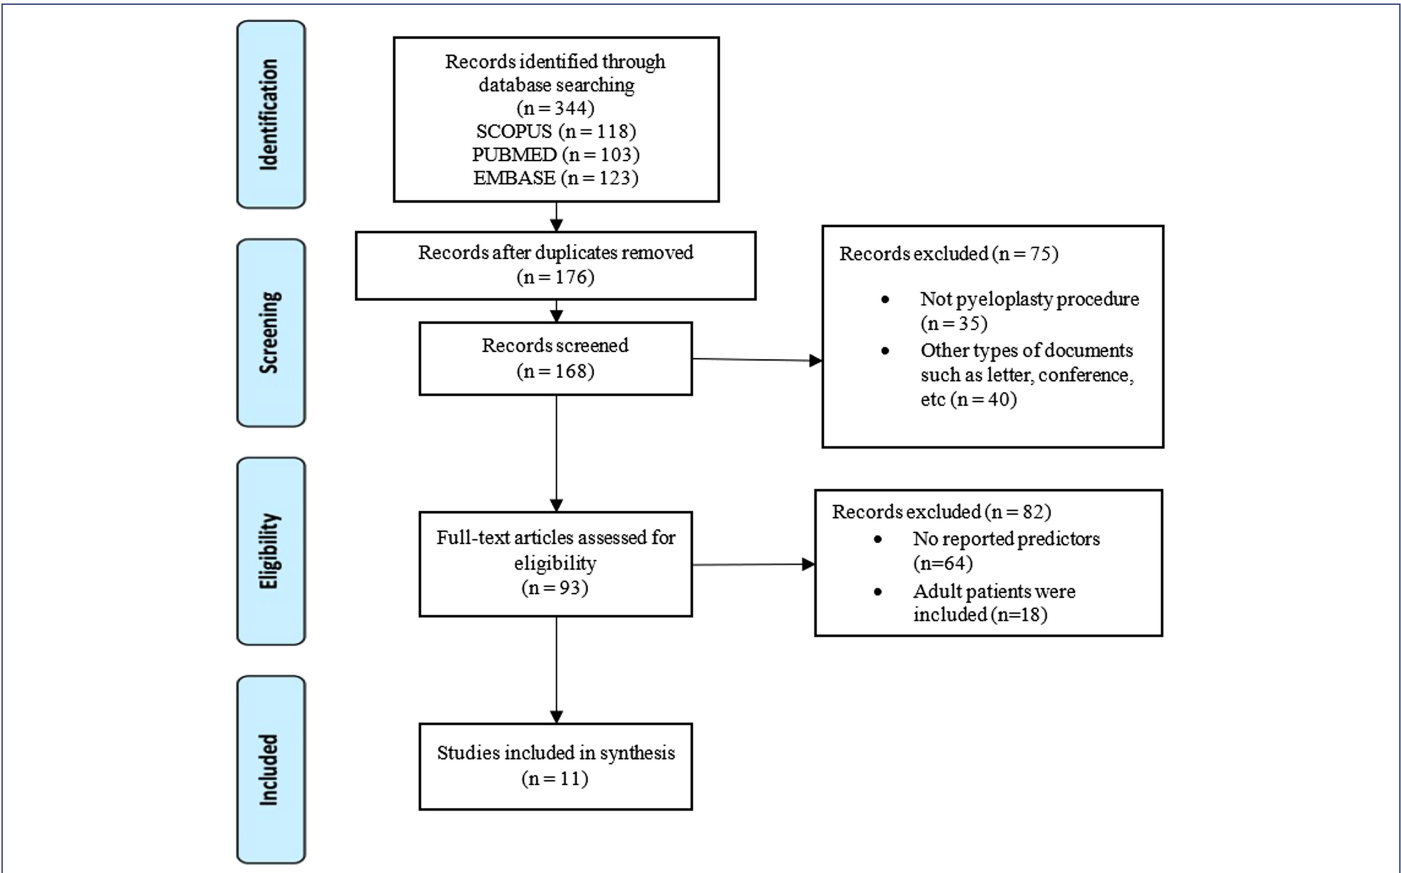 Identification
Records identified through
database searching
(n = 344)
SCOPUS (n = 118)
PUBMED (n = 103)
EMBASE (n = 123)
Screening
Records after duplicates removed
(n = 176)
Records screened
(n = 168)
Records excluded (n = 75)
• Not pyeloplasty procedure
(n = 35)
• Other types of documents
such as letter, conference,
etc (n = 40)
Eligibility
Full-text articles assessed for
eligibility
(n = 93)
Records excluded (n = 82)
• No reported predictors
(n=64)
• Adult patients were
included (n=18)
Included
Studies included in synthesis
(n = 11)